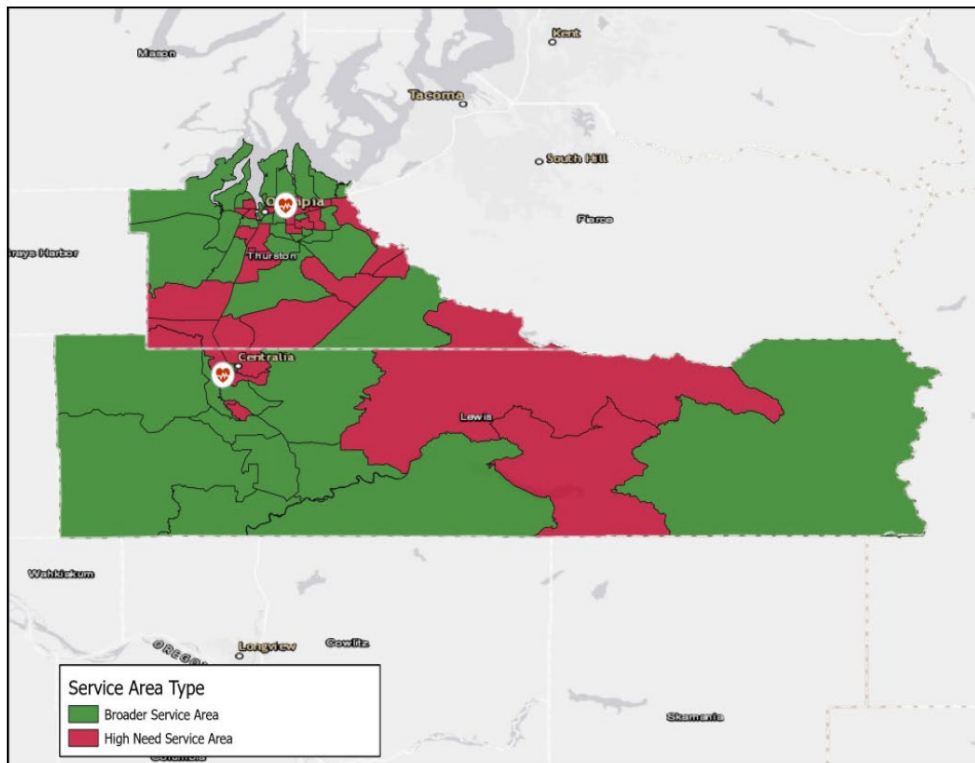 Kent
Mason
Tacoma
South Hill
Olympia
Pierce
Grays Harbor
Thurston
Centralia
Lewis
Wahkiakum
Longview
Cowlitz
OREGO
Skamania
Columbia
Service Area Type
Broader Service Area
High Need Service Area